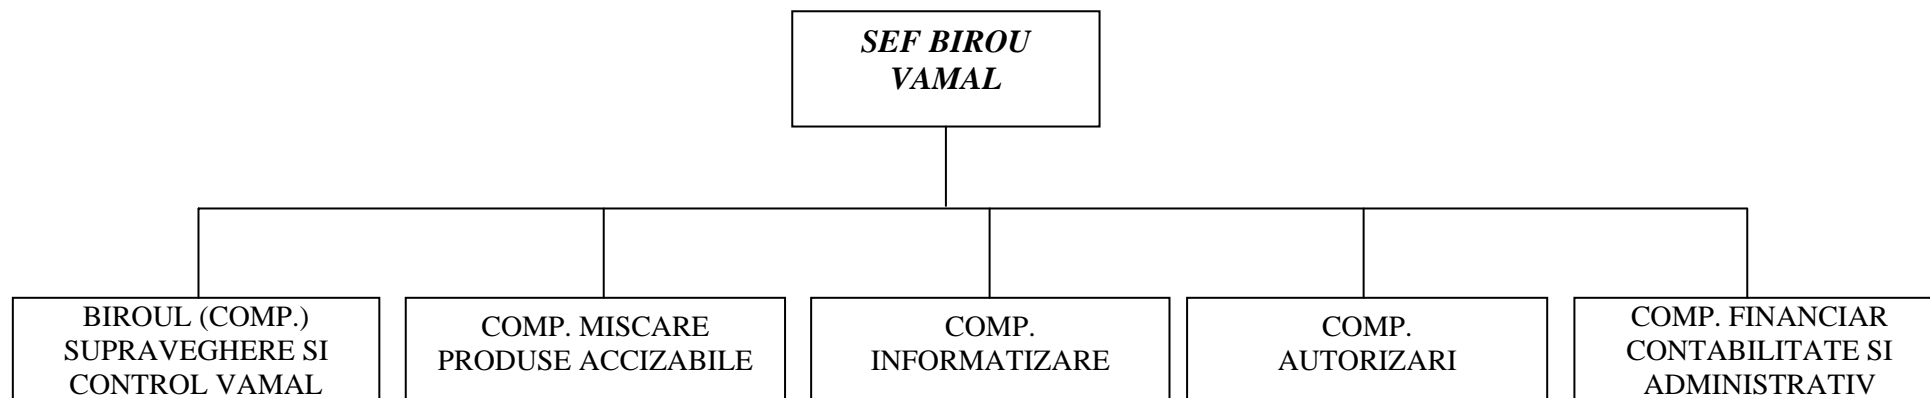 SEF BIROU
VAMAL
BIROUL (COMP.)
SUPRAVEGHERE SI
CONTROL VAMAL
COMP. MISCARE
PRODUSE ACCIZABILE
COMP.
INFORMATIZARE
COMP.
AUTORIZARI
COMP. FINANCIAR
CONTABILITATE SI
ADMINISTRATIV